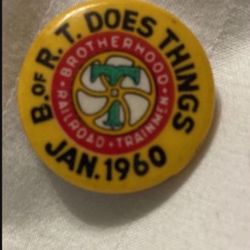 B. OF R. T. DOES THINGS
BROTHERHOOD
RAILROAD • TRAINMEN
JAN. 1960